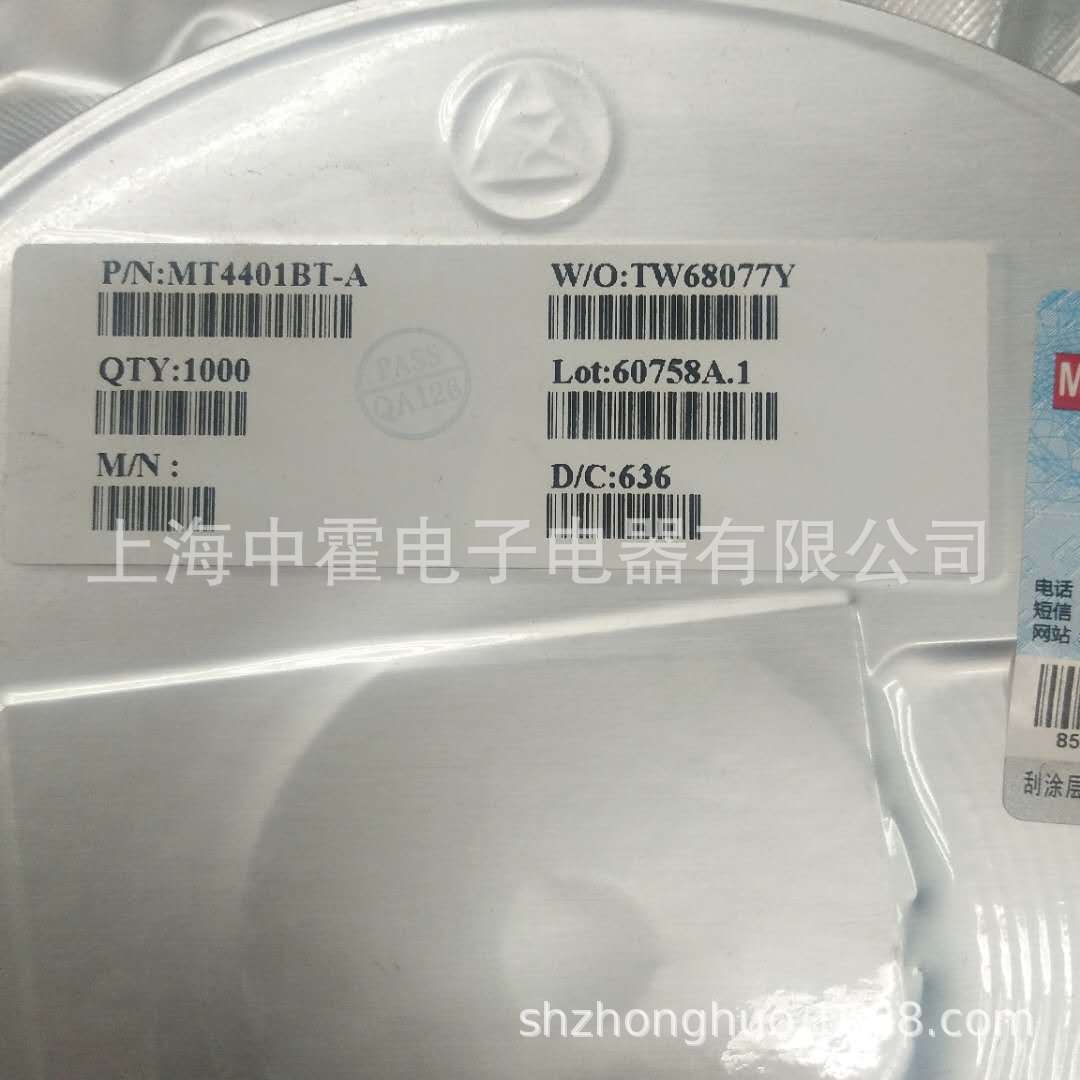 P/N:MT4401BT-A
W/O:TW68077Y
QTY:1000
PASS
QA126
Lot:60758A.1
M/N :
D/C:636
上海中霍电子电器有限公司
M
电话
短信
网站
85
刮涂层